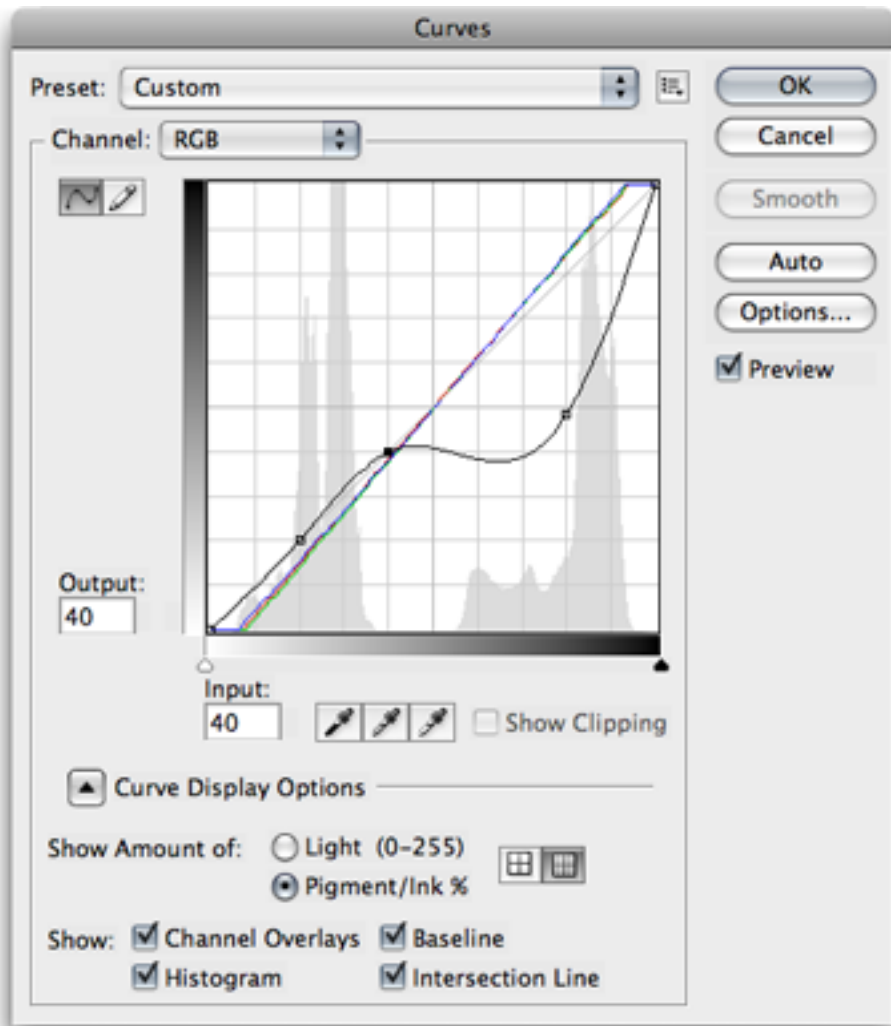 Curves
Preset: Custom
OK
Channel: RGB
Cancel
Smooth
Auto
Options...
Preview
Output:
40
Input:
40
Show Clipping
Curve Display Options
Show Amount of: Light (0-255)
Pigment/Ink %
Show: Channel Overlays Baseline
Histogram Intersection Line